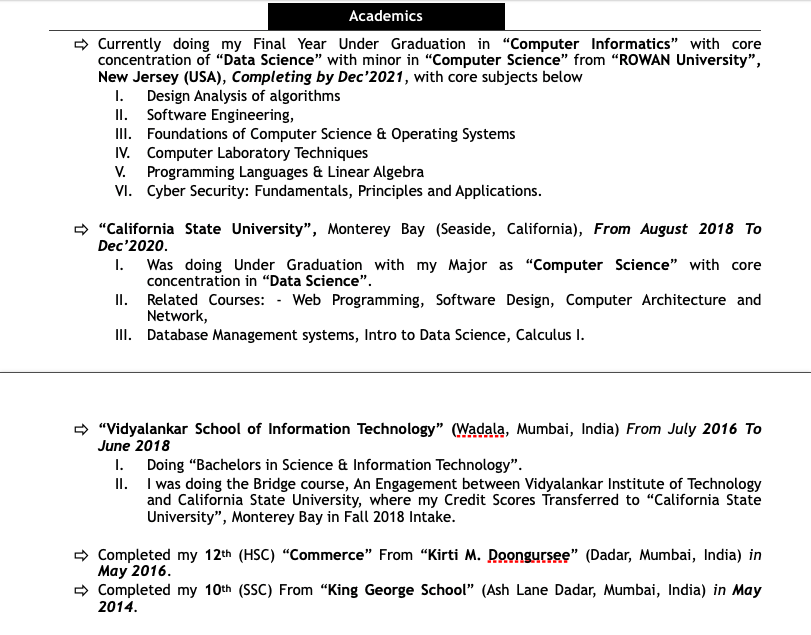 Academics
⇨ Currently doing my Final Year Under Graduation in “Computer Informatics” with core
concentration of “Data Science” with minor in “Computer Science” from “ROWAN University”,
New Jersey (USA), Completing by Dec’2021, with core subjects below
I. Design Analysis of algorithms
II. Software Engineering,
III. Foundations of Computer Science & Operating Systems
IV. Computer Laboratory Techniques
V. Programming Languages & Linear Algebra
VI. Cyber Security: Fundamentals, Principles and Applications.
⇨ “California State University”, Monterey Bay (Seaside, California), From August 2018 To
Dec’2020.
I. Was doing Under Graduation with my Major as “Computer Science” with core
concentration in “Data Science”.
II. Related Courses: - Web Programming, Software Design, Computer Architecture and
Network,
III. Database Management systems, Intro to Data Science, Calculus I.
⇨ “Vidyalankar School of Information Technology” (Wadala, Mumbai, India) From July 2016 To
June 2018
I. Doing “Bachelors in Science & Information Technology”.
II. I was doing the Bridge course, An Engagement between Vidyalankar Institute of Technology
and California State University, where my Credit Scores Transferred to “California State
University”, Monterey Bay in Fall 2018 Intake.
⇨ Completed my 12th (HSC) “Commerce” From “Kirti M. Doongursee” (Dadar, Mumbai, India) in
May 2016.
⇨ Completed my 10th (SSC) From “King George School” (Ash Lane Dadar, Mumbai, India) in May
2014.